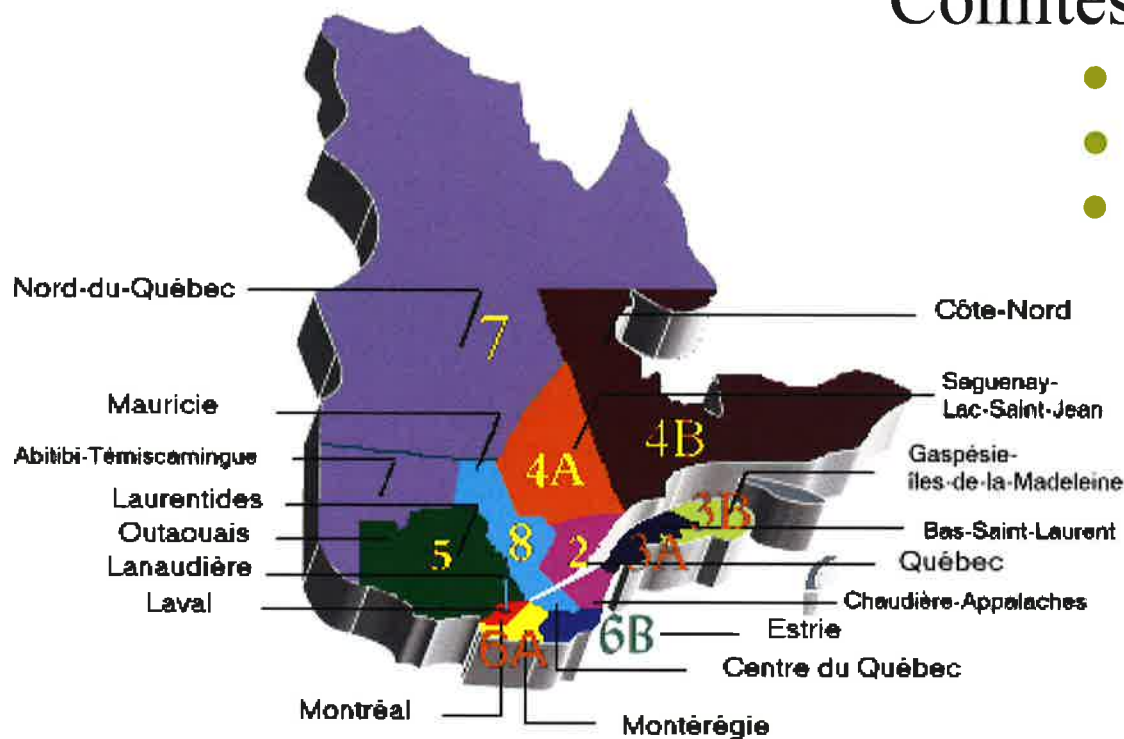 Comités
Nord-du-Québec
7
Côte-Nord
Mauricie
Saguenay-
Lac-Saint-Jean
4B
Abitibi-Témiscamingue
4A
Gaspésie-
îles-de-la-Madeleine
Laurentides
3B
Outaouais
5
8
2
3A
Bas-Saint-Laurent
Lanaudière
Québec
Laval
Chaudière-Appalaches
6A
6B
Estrie
Centre du Québec
Montréal
Montérégie